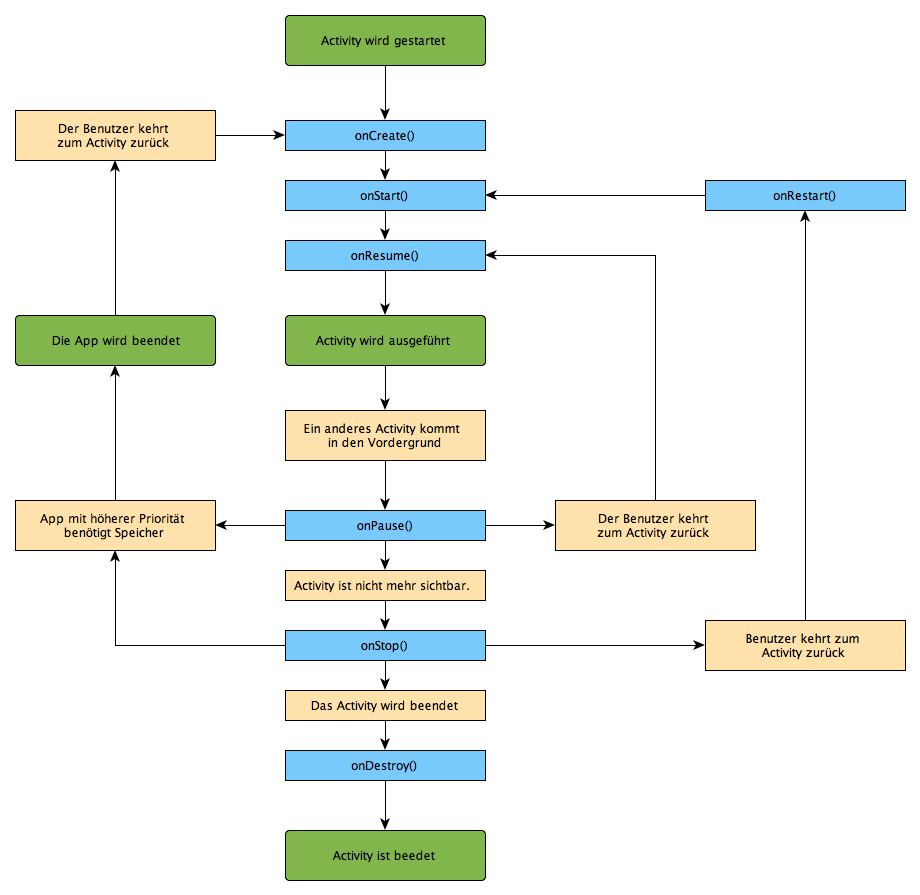 Activity wird gestartet
Der Benutzer kehrt
zum Activity zurück
onCreate()
onStart()
onRestart()
onResume()
Die App wird beendet
Activity wird ausgeführt
Ein anderes Activity kommt
in den Vordergrund
App mit höherer Priorität
benötigt Speicher
onPause()
Der Benutzer kehrt
zum Activity zurück
Activity ist nicht mehr sichtbar.
onStop()
Benutzer kehrt zum
Activity zurück
Das Activity wird beendet
onDestroy()
Activity ist beedet